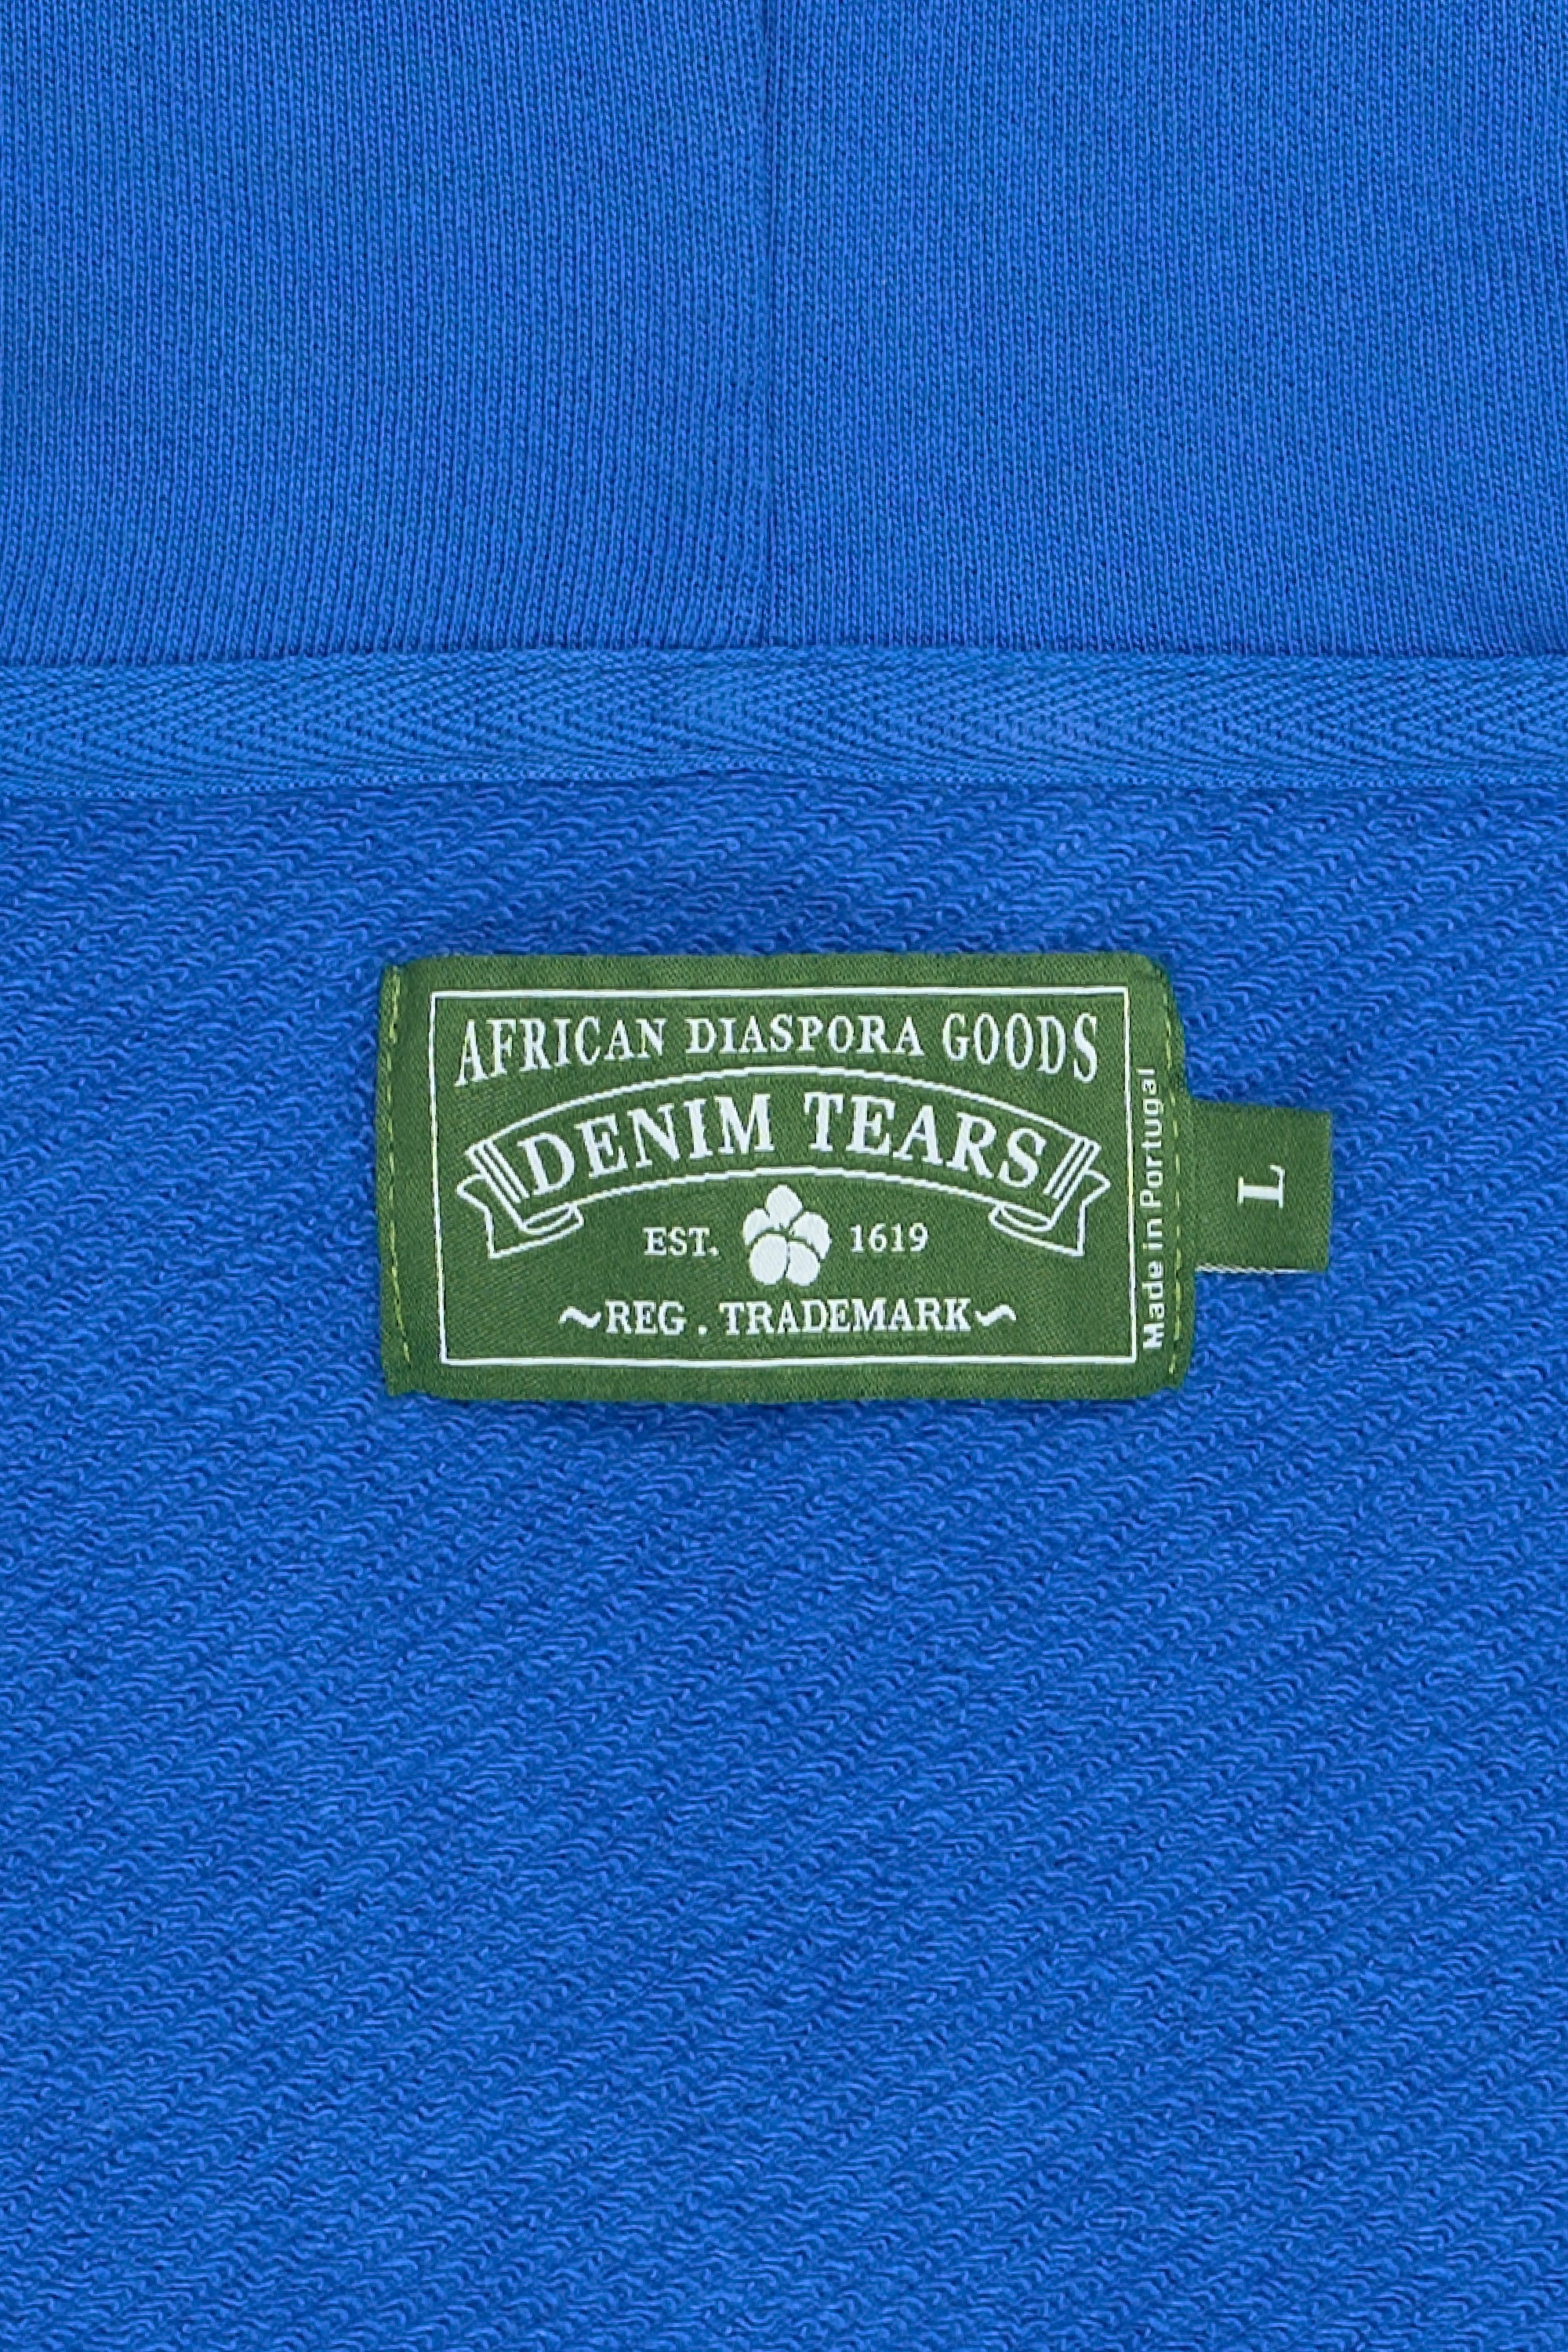 AFRICAN DIASPORA GOODS
DENIM TEARS
EST. 1619
~REG . TRADEMARK~
Made in Portugal
L